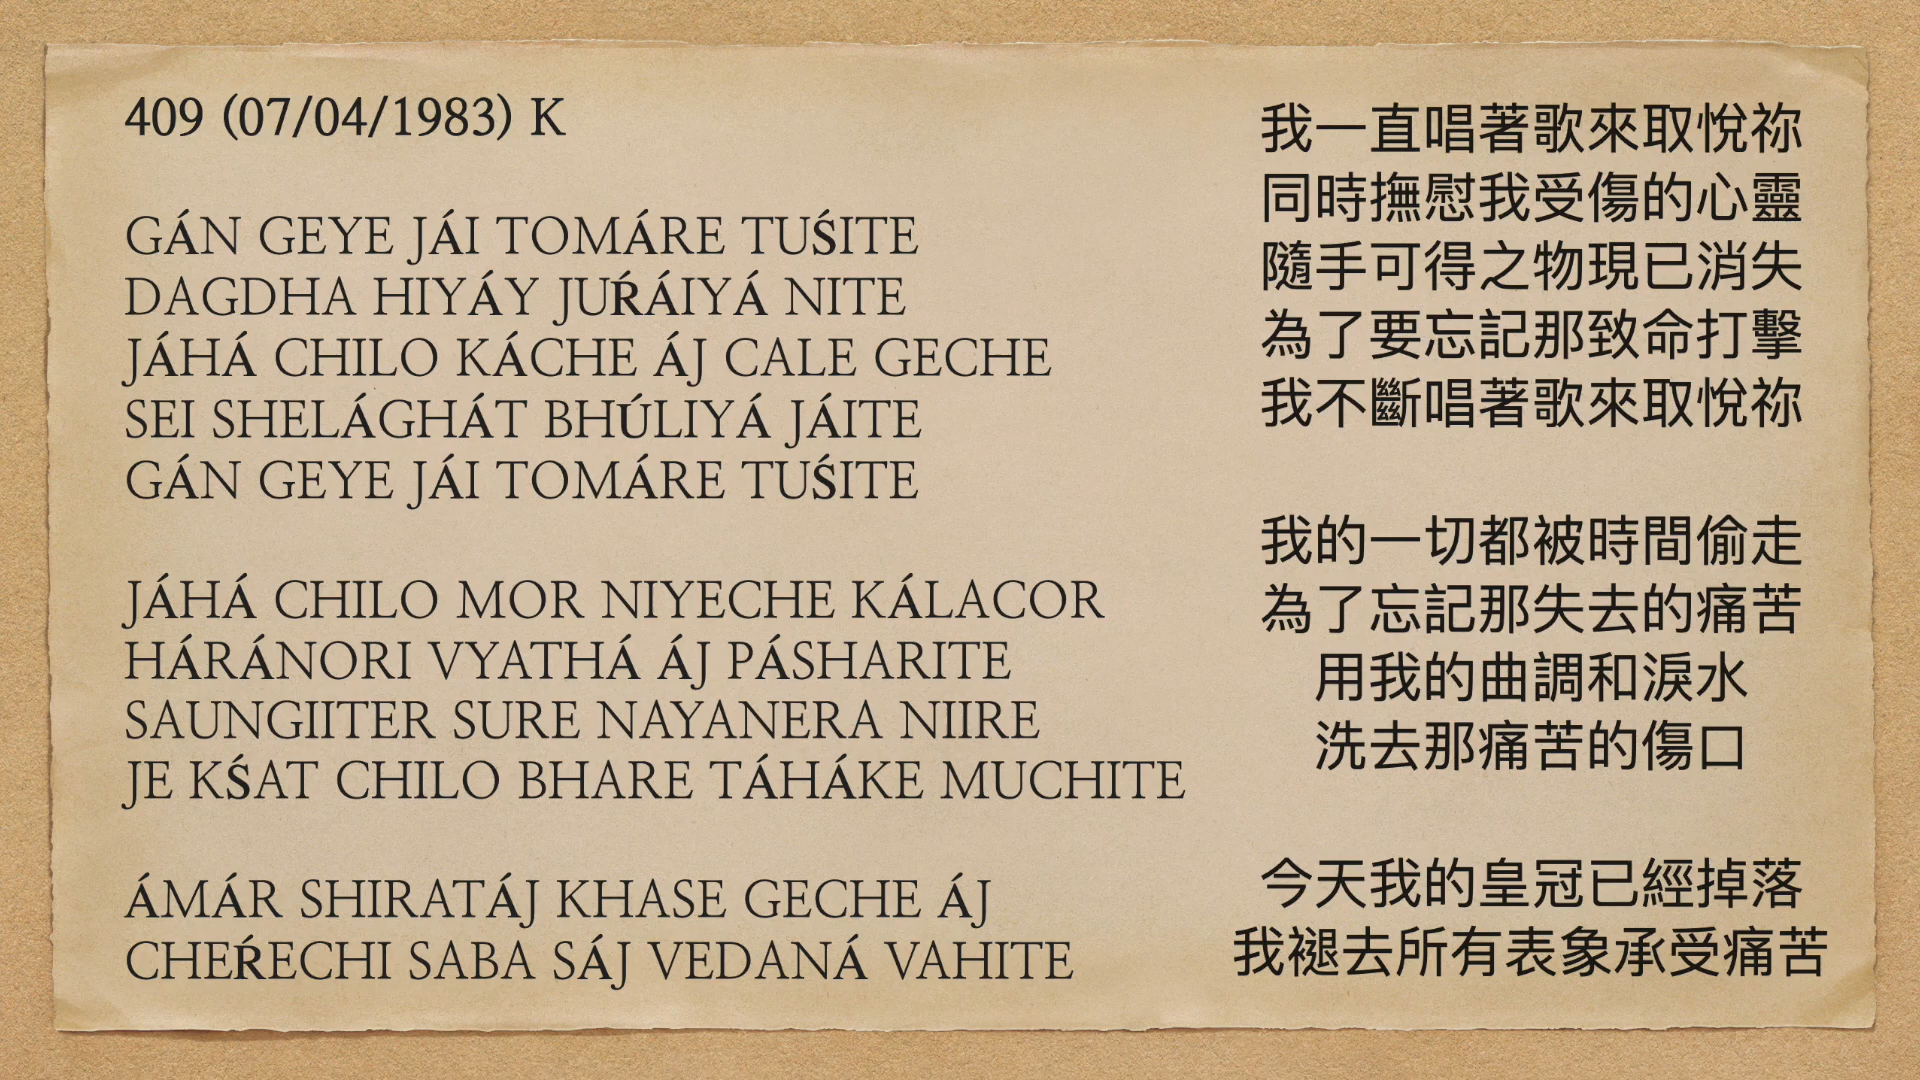 409 (07/04/1983) K
GÁN GEYE JÁI TOMÁRE TUŚITE
DAGDHA HIYÁY JUŔÁIYÁ NITE
JÁHÁ CHILO KÁCHE ÁJ CALE GECHE
SEI SHELÁGHÁT BHÚLIYÁ JÁITE
GÁN GEYE JÁI TOMÁRE TUŚITE
JÁHÁ CHILO MOR NIYECHE KÁLACOR
HÁRÁNORI VYATHÁ ÁJ PÁSHARITE
SAUNGIITER SURE NAYANERA NIIRE
JE KŚAT CHILO BHARE TÁHÁKE MUCHITE
ÁMÁR SHIRATÁJ KHASE GECHE ÁJ
CHEŔECHI SABA SÁJ VEDANÁ VAHITE
我一直唱著歌來取悅祢
同時撫慰我受傷的心靈
隨手可得之物現已消失
為了要忘記那致命打擊
我不斷唱著歌來取悅祢
我的一切都被時間偷走
為了忘記那失去的痛苦
用我的曲調和淚水
洗去那痛苦的傷口
今天我的皇冠已經掉落
我褪去所有表象承受痛苦